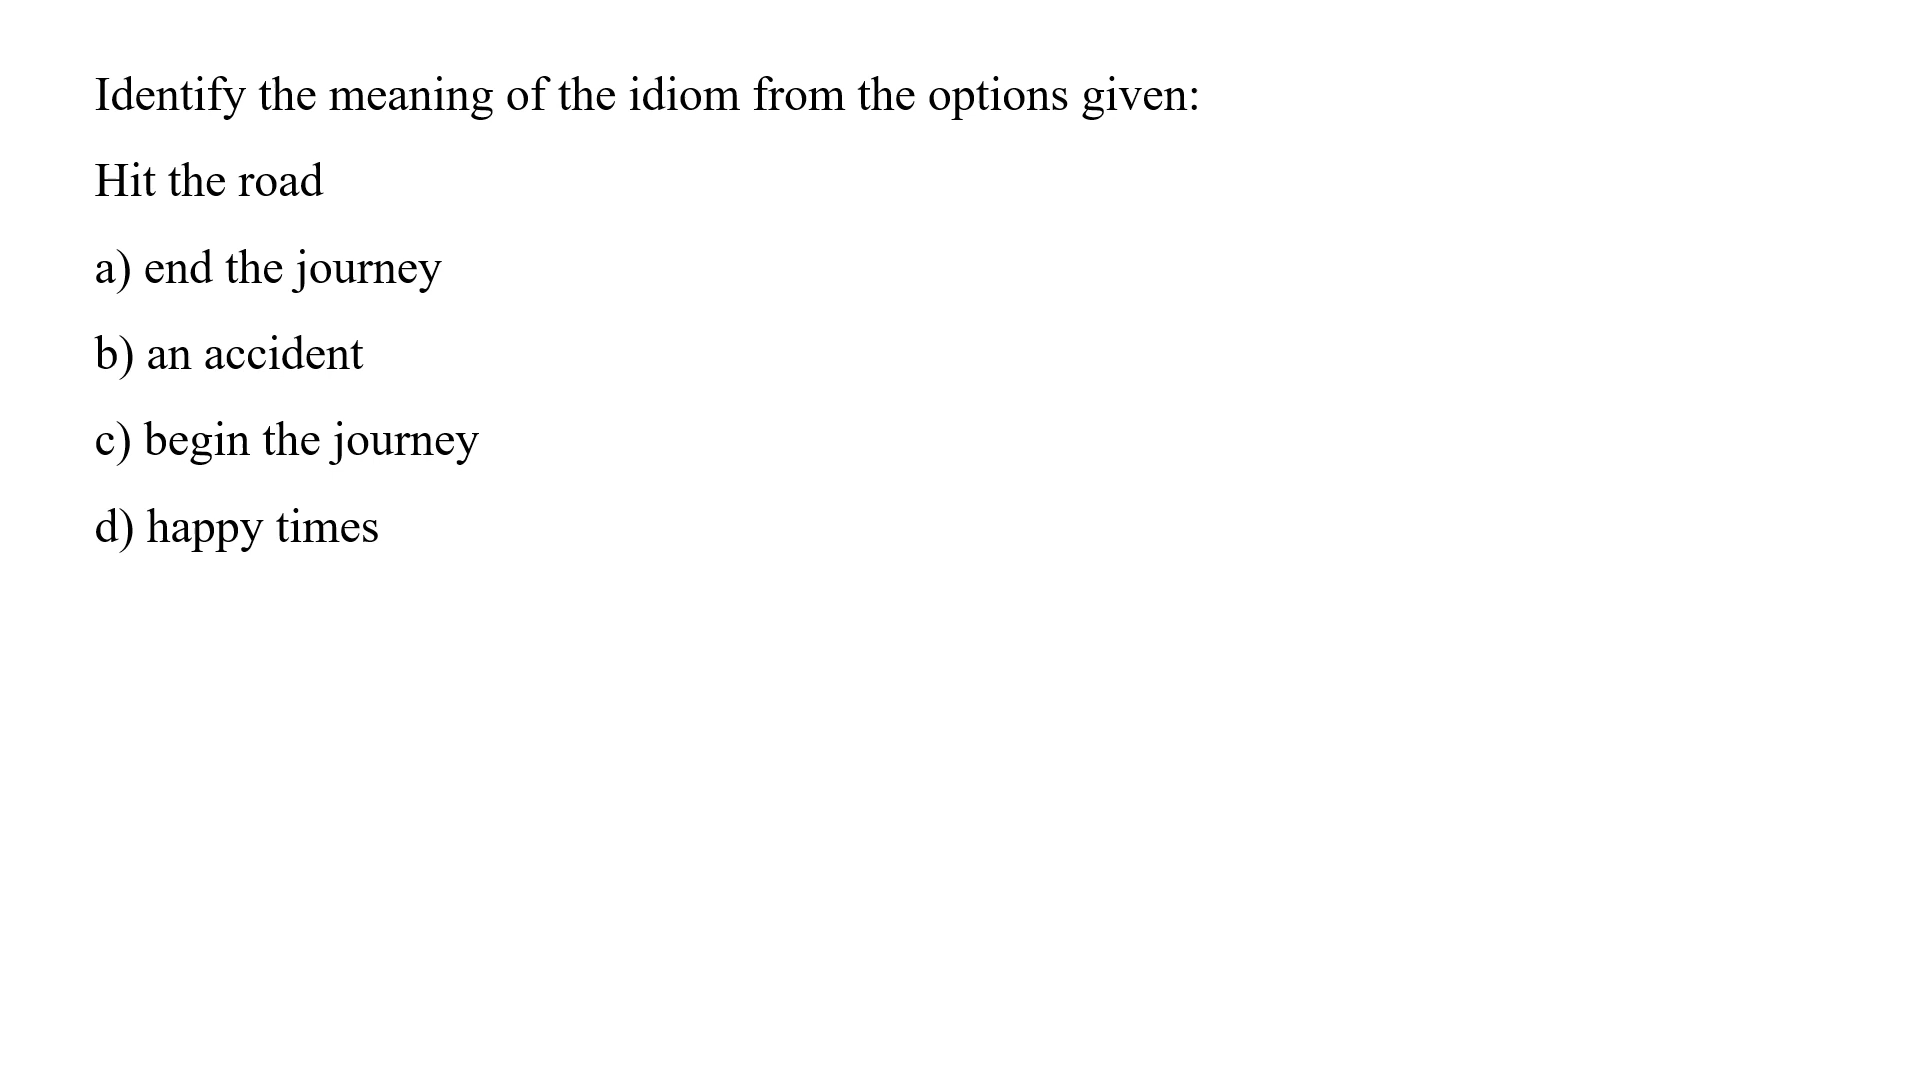 Identify the meaning of the idiom from the options given:
Hit the road
a) end the journey
b) an accident
c) begin the journey
d) happy times